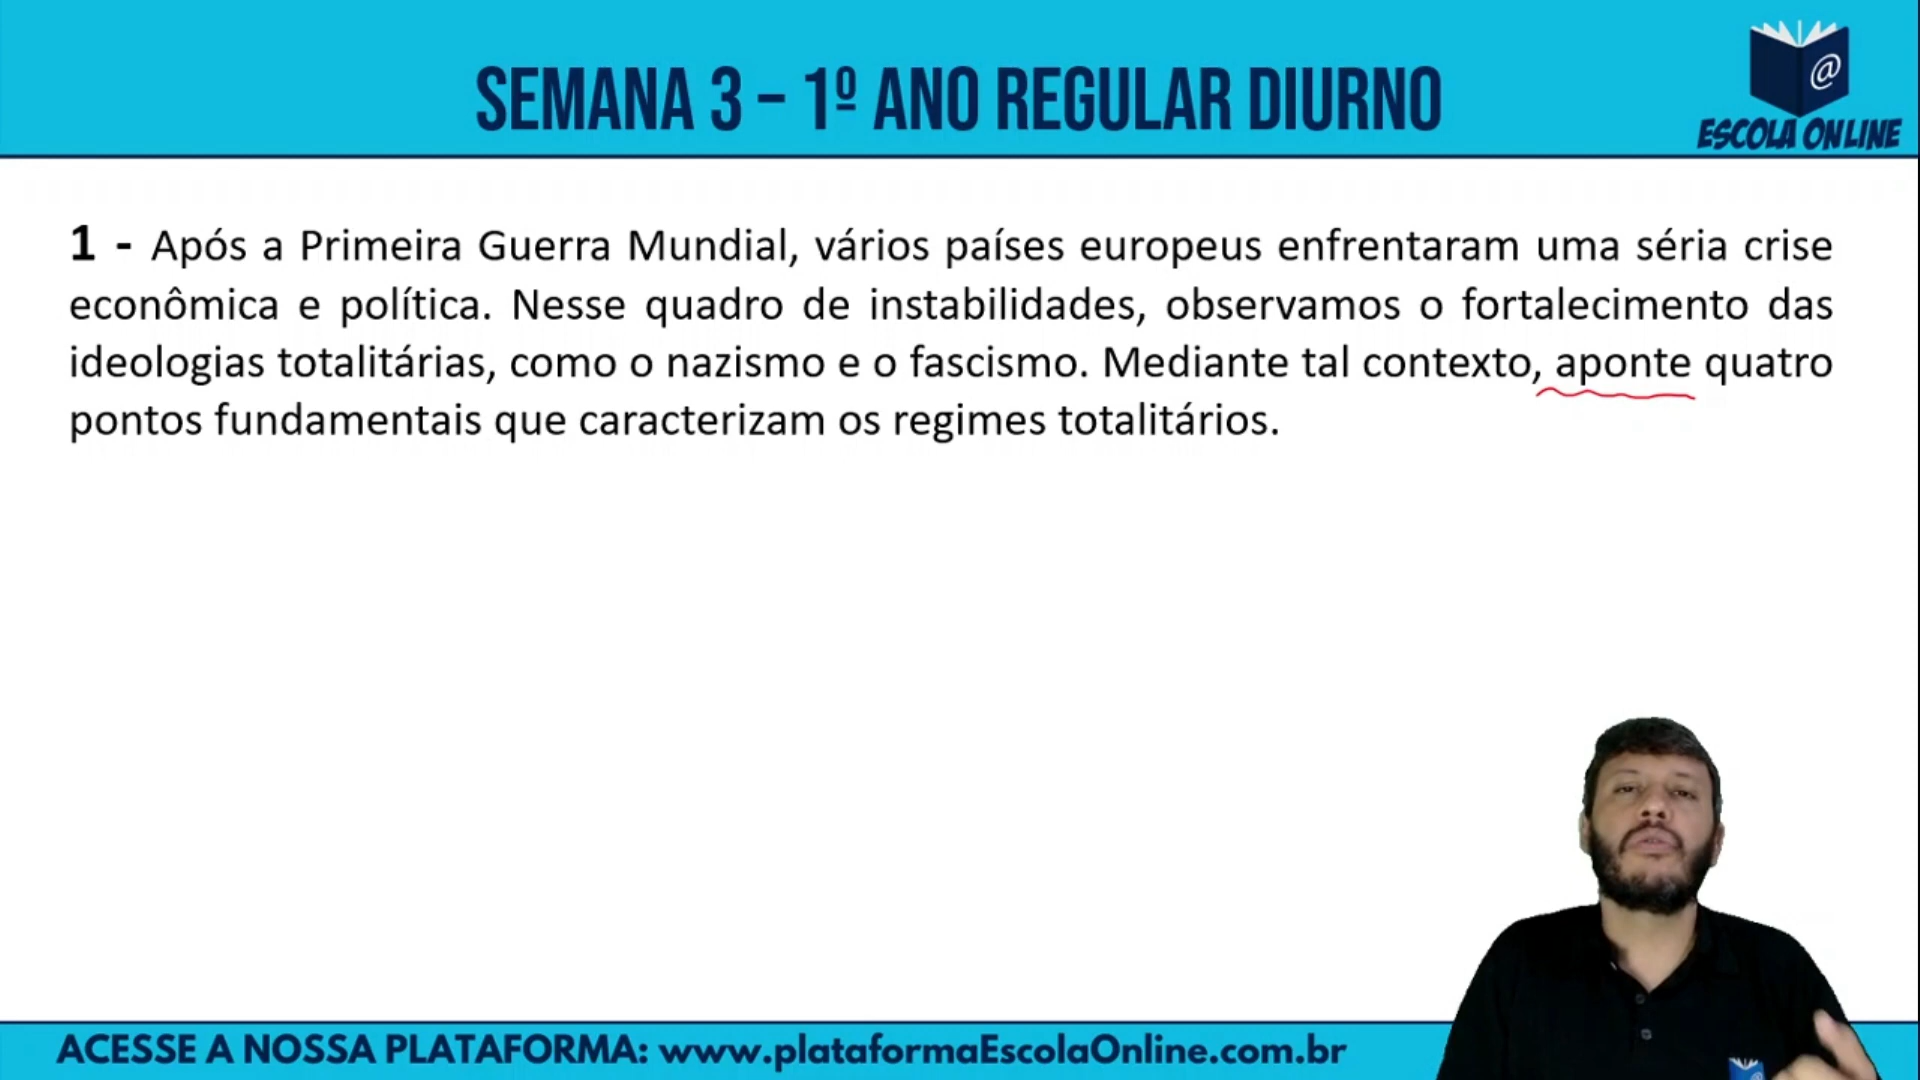 SEMANA 3 – 1º ANO REGULAR DIURNO
@
ESCOLA ONLINE
1 - Após a Primeira Guerra Mundial, vários países europeus enfrentaram uma séria crise
econômica e política. Nesse quadro de instabilidades, observamos o fortalecimento das
ideologias totalitárias, como o nazismo e o fascismo. Mediante tal contexto, aponte quatro
pontos fundamentais que caracterizam os regimes totalitários.
ACESSE A NOSSA PLATAFORMA: www.plataformaEscolaOnline.com.br